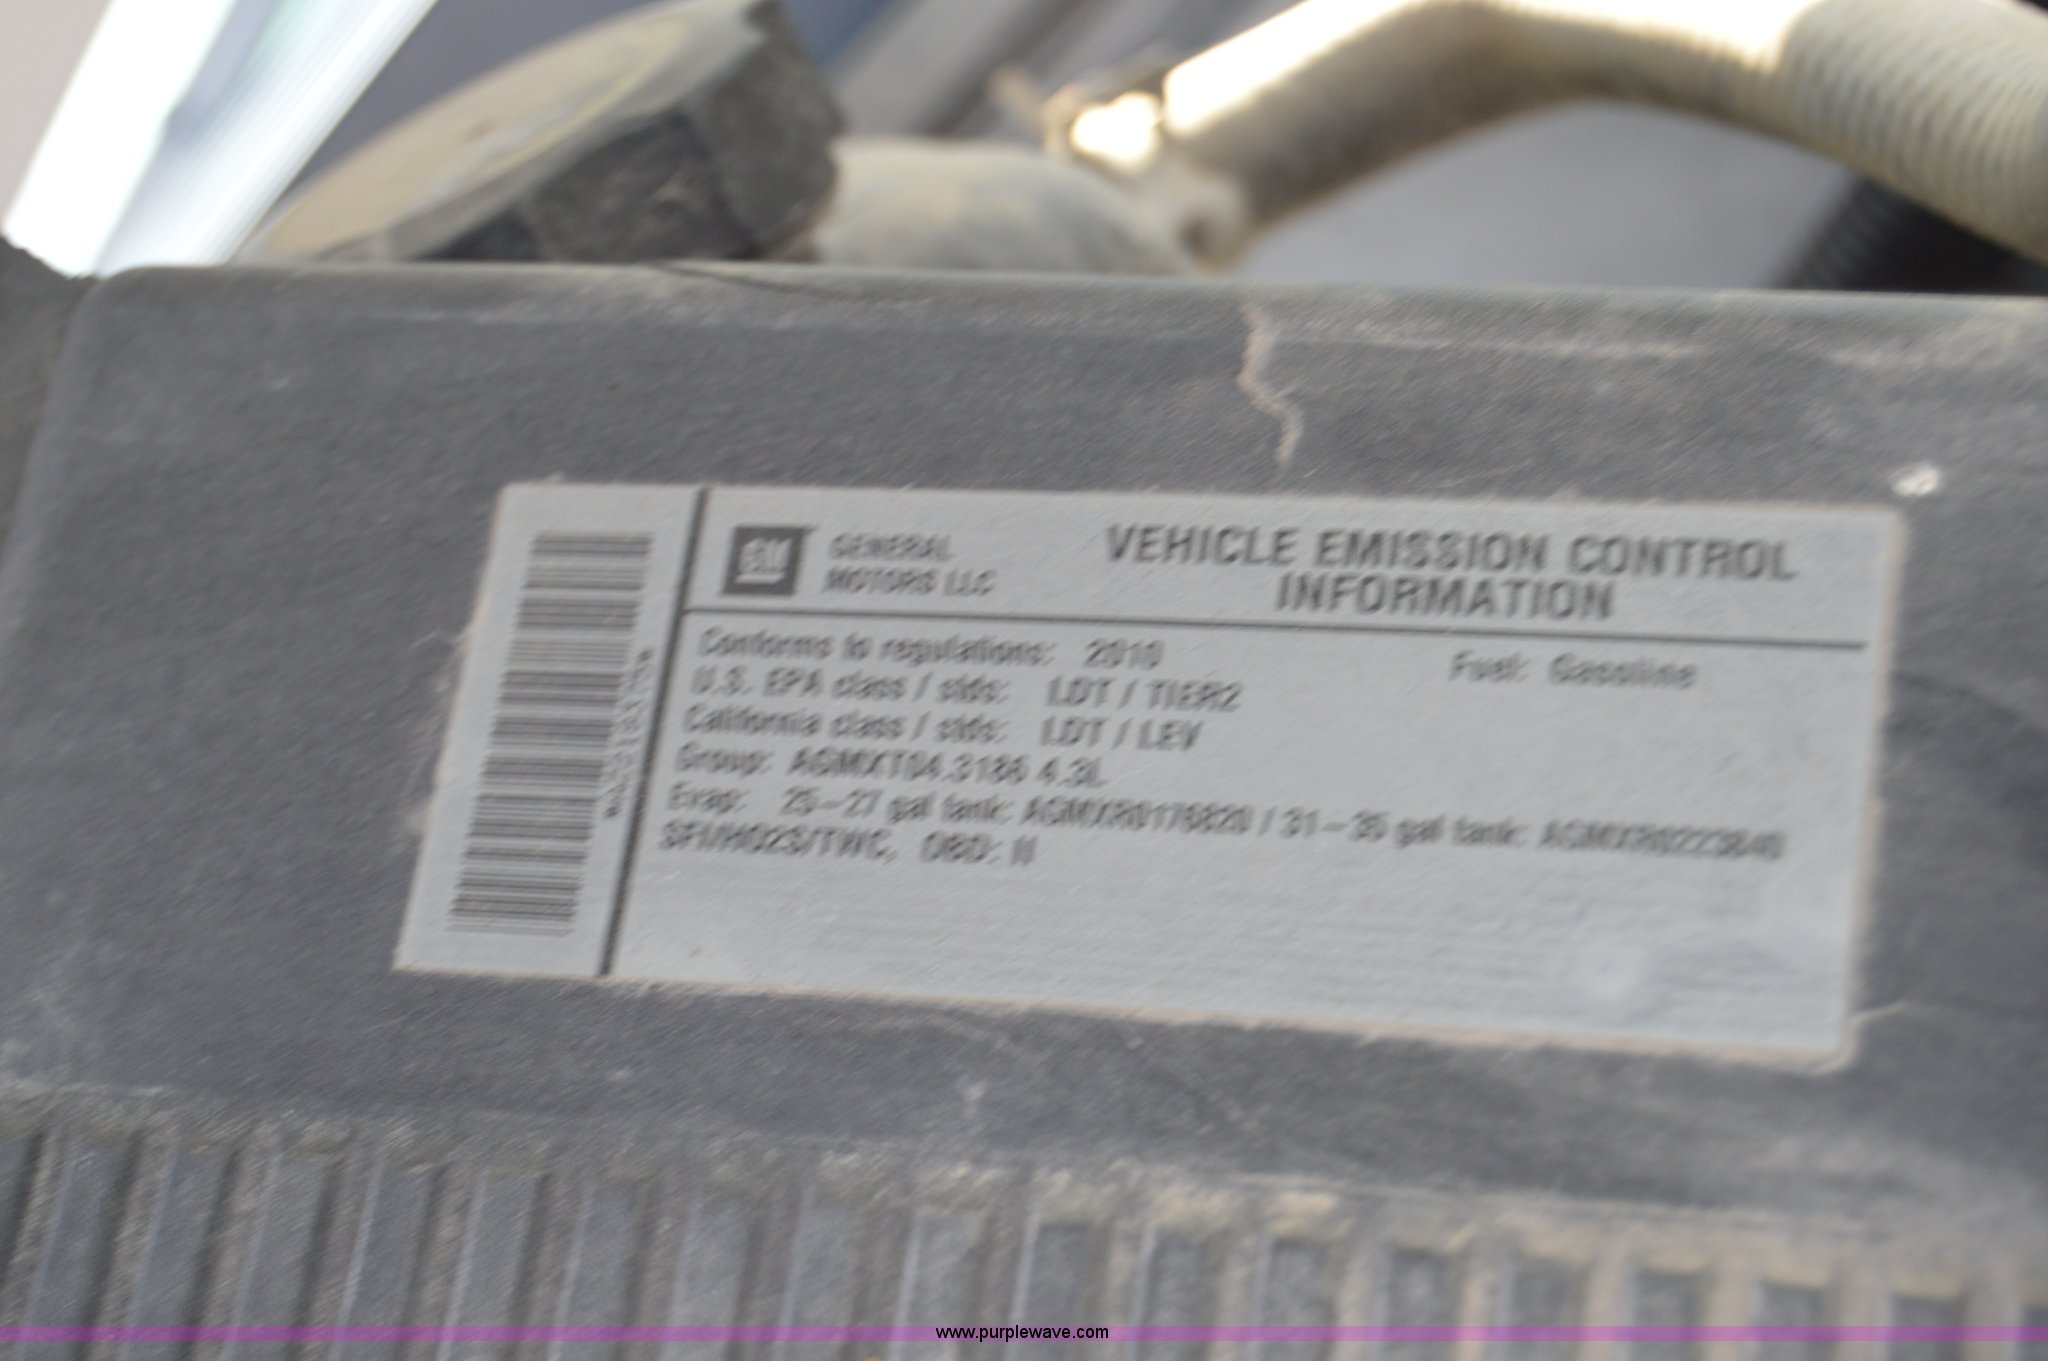 GM GENERAL
MOTORS LLC
VEHICLE EMISSION CONTROL
INFORMATION
Conforms to regulations: 2010
Fuel: Gasoline
U.S. EPA class / stds: LDT / TIER2
California class / stds: LDT / LEV
Group: AGMXT04.3186 4.3L
Evap: 25-27 gal tank: AGMXR0176820 / 31-35 gal tank: AGMXR0223840
SFI/HO2S/TWC, OBD: II
www.purplewave.com